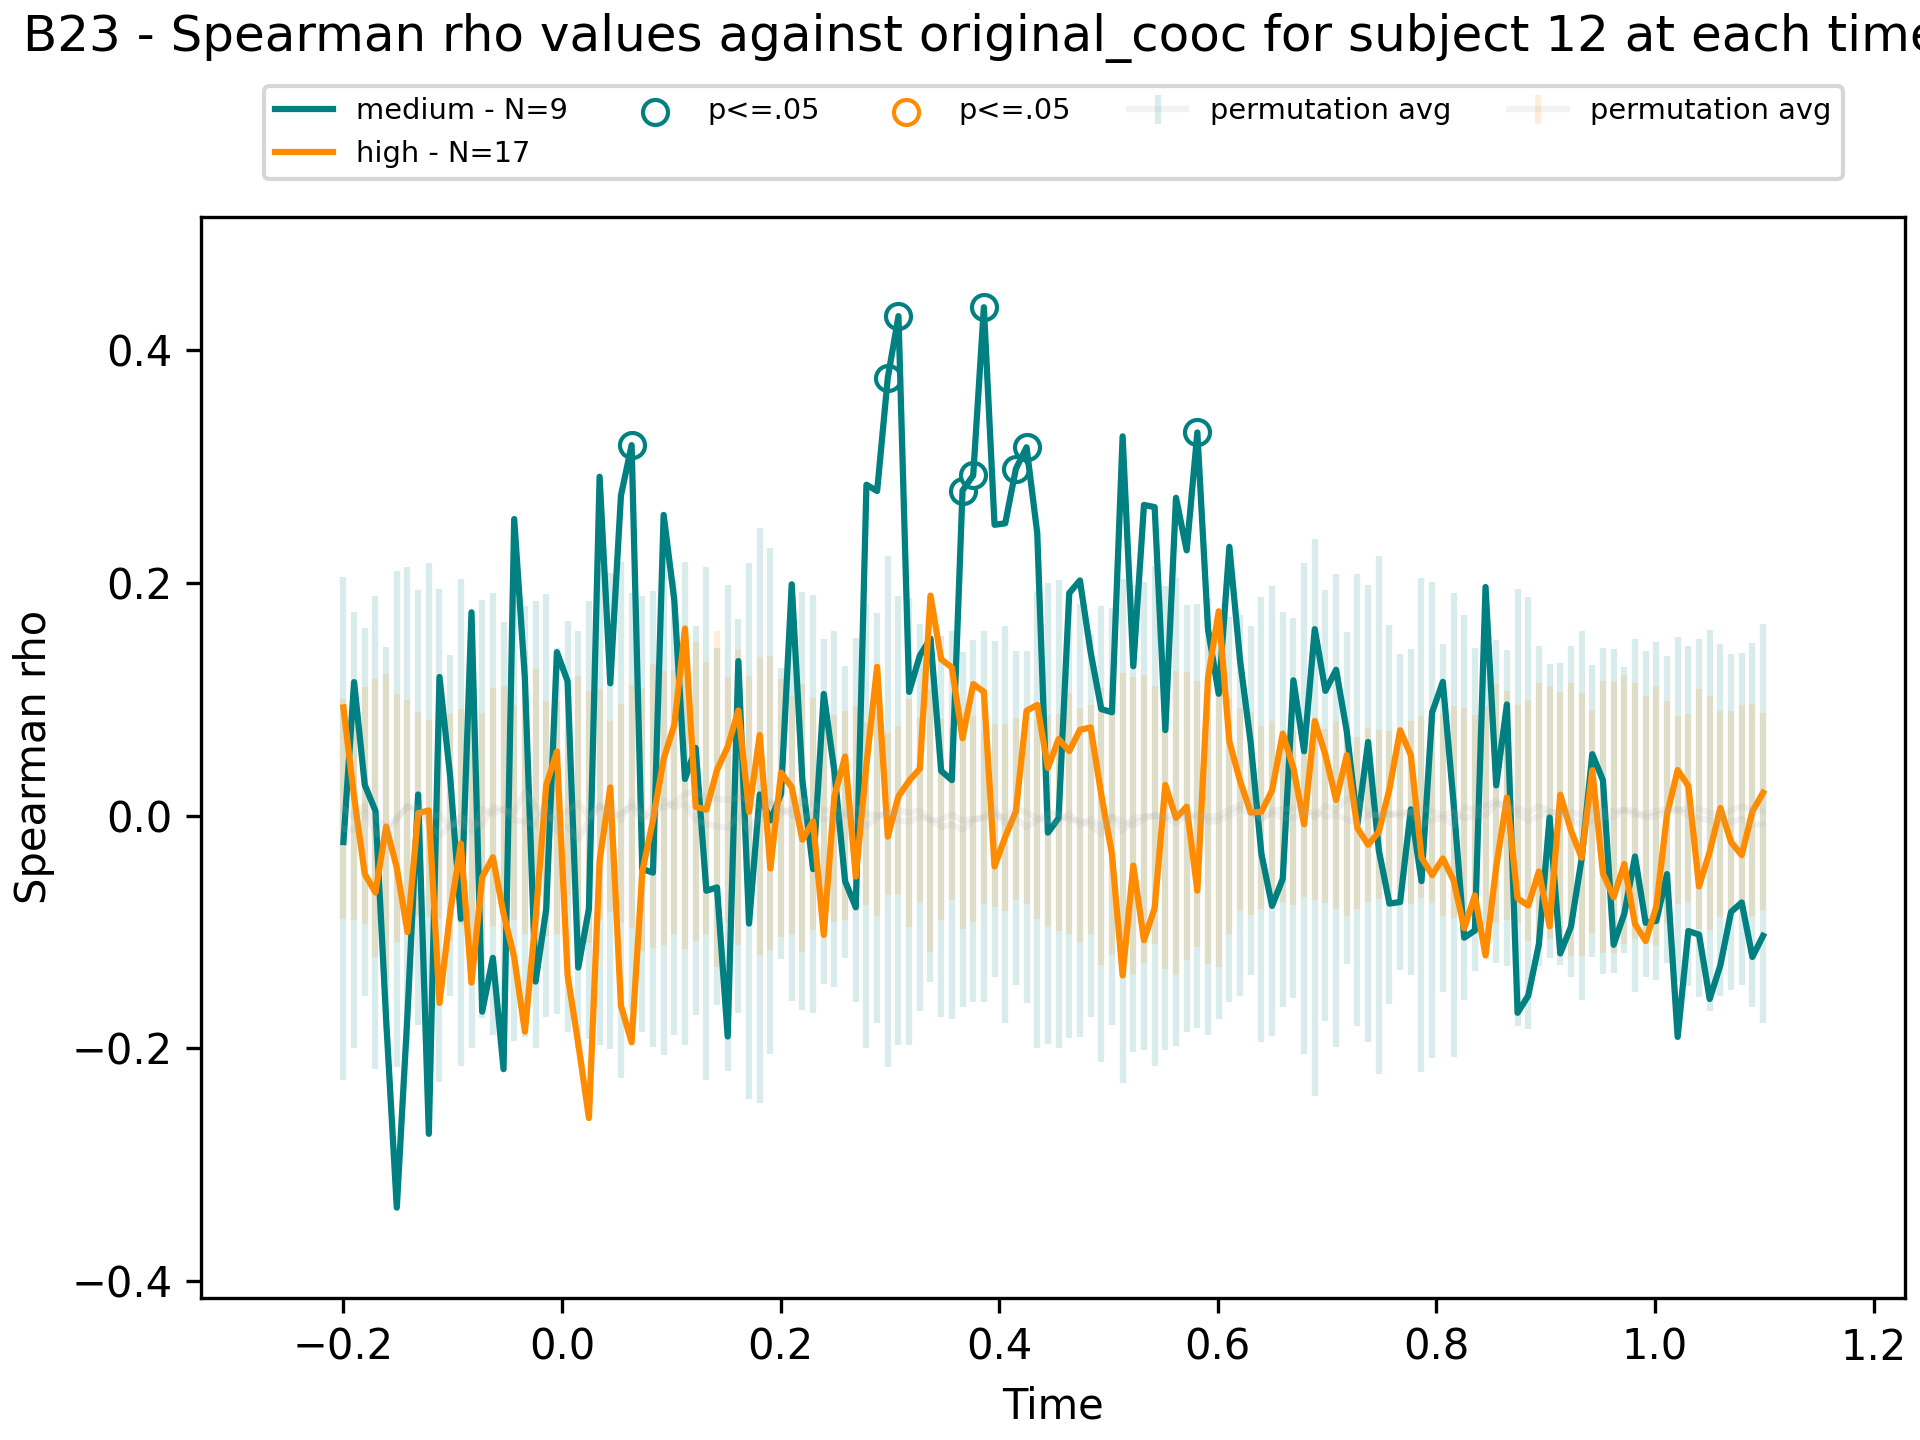 B23 - Spearman rho values against original_cooc for subject 12 at each time
medium - N=9
high - N=17
p<=.05
p<=.05
permutation avg
permutation avg
Spearman rho
0.4
0.2
0.0
−0.2
−0.4
−0.2 0.0 0.2 0.4 0.6 0.8 1.0 1.2
Time